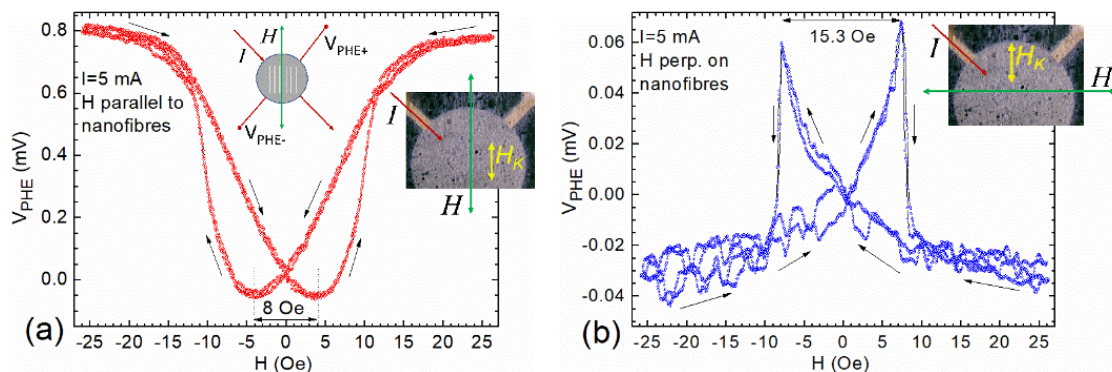 0.8
0.6
0.4
0.2
0.0
V_PHE (mV)
I=5 mA
H parallel to
nanofibres
H
I
V_PHE+
V_PHE-
I
H_K
H
8 Oe
(a)
-25 -20 -15 -10 -5 0 5 10 15 20 25
H (Oe)
0.06
0.04
0.02
0.00
-0.02
-0.04
V_PHE (mV)
I=5 mA
H perp. on
nanofibres
15.3 Oe
I
H_K
H
(b)
-25 -20 -15 -10 -5 0 5 10 15 20 25
H (Oe)